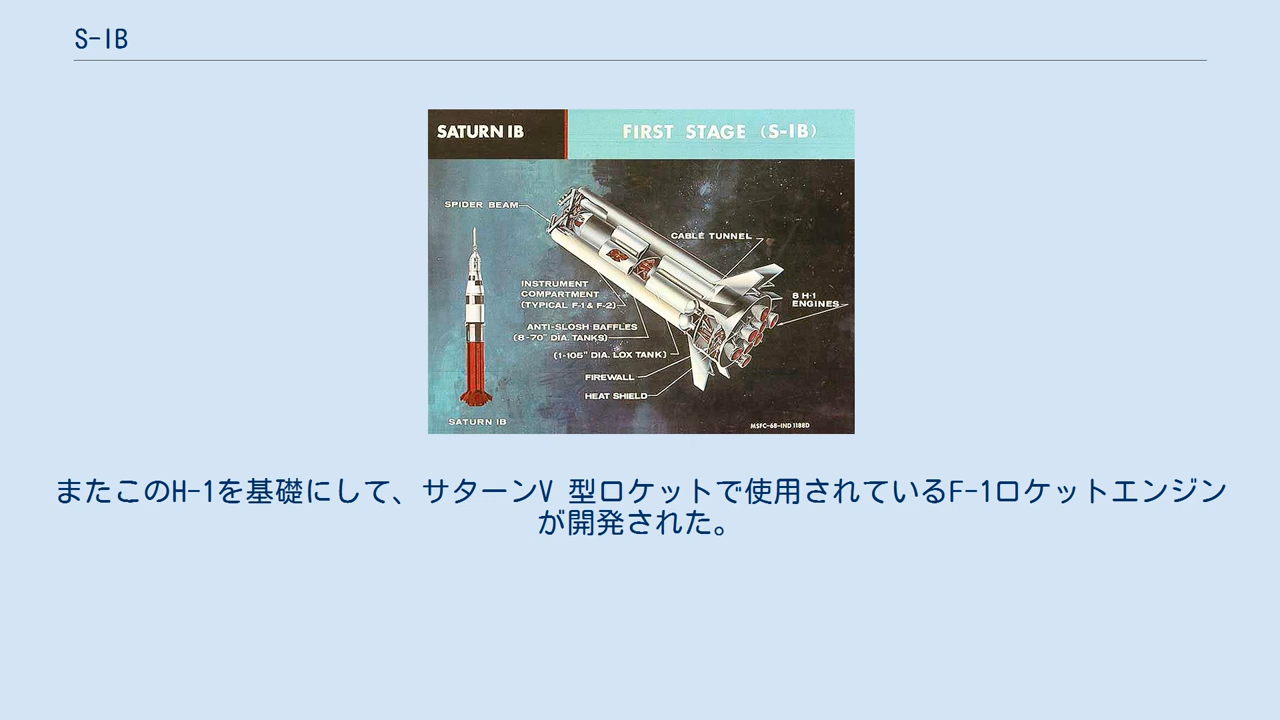 S-IB
SATURN IB
FIRST STAGE (S-IB)
SPIDER BEAM
CABLE TUNNEL
INSTRUMENT
COMPARTMENT
(TYPICAL F-1 & F-2)
8 H-1
ENGINES
ANTI-SLOSH BAFFLES
(8-70" DIA. TANKS)
(1-105" DIA. LOX TANK)
FIREWALL
HEAT SHIELD
SATURN IB
MSFC-68-IND 1188D
またこのH-1を基礎にして、サターンV 型ロケットで使用されているF-1ロケットエンジン
が開発された。